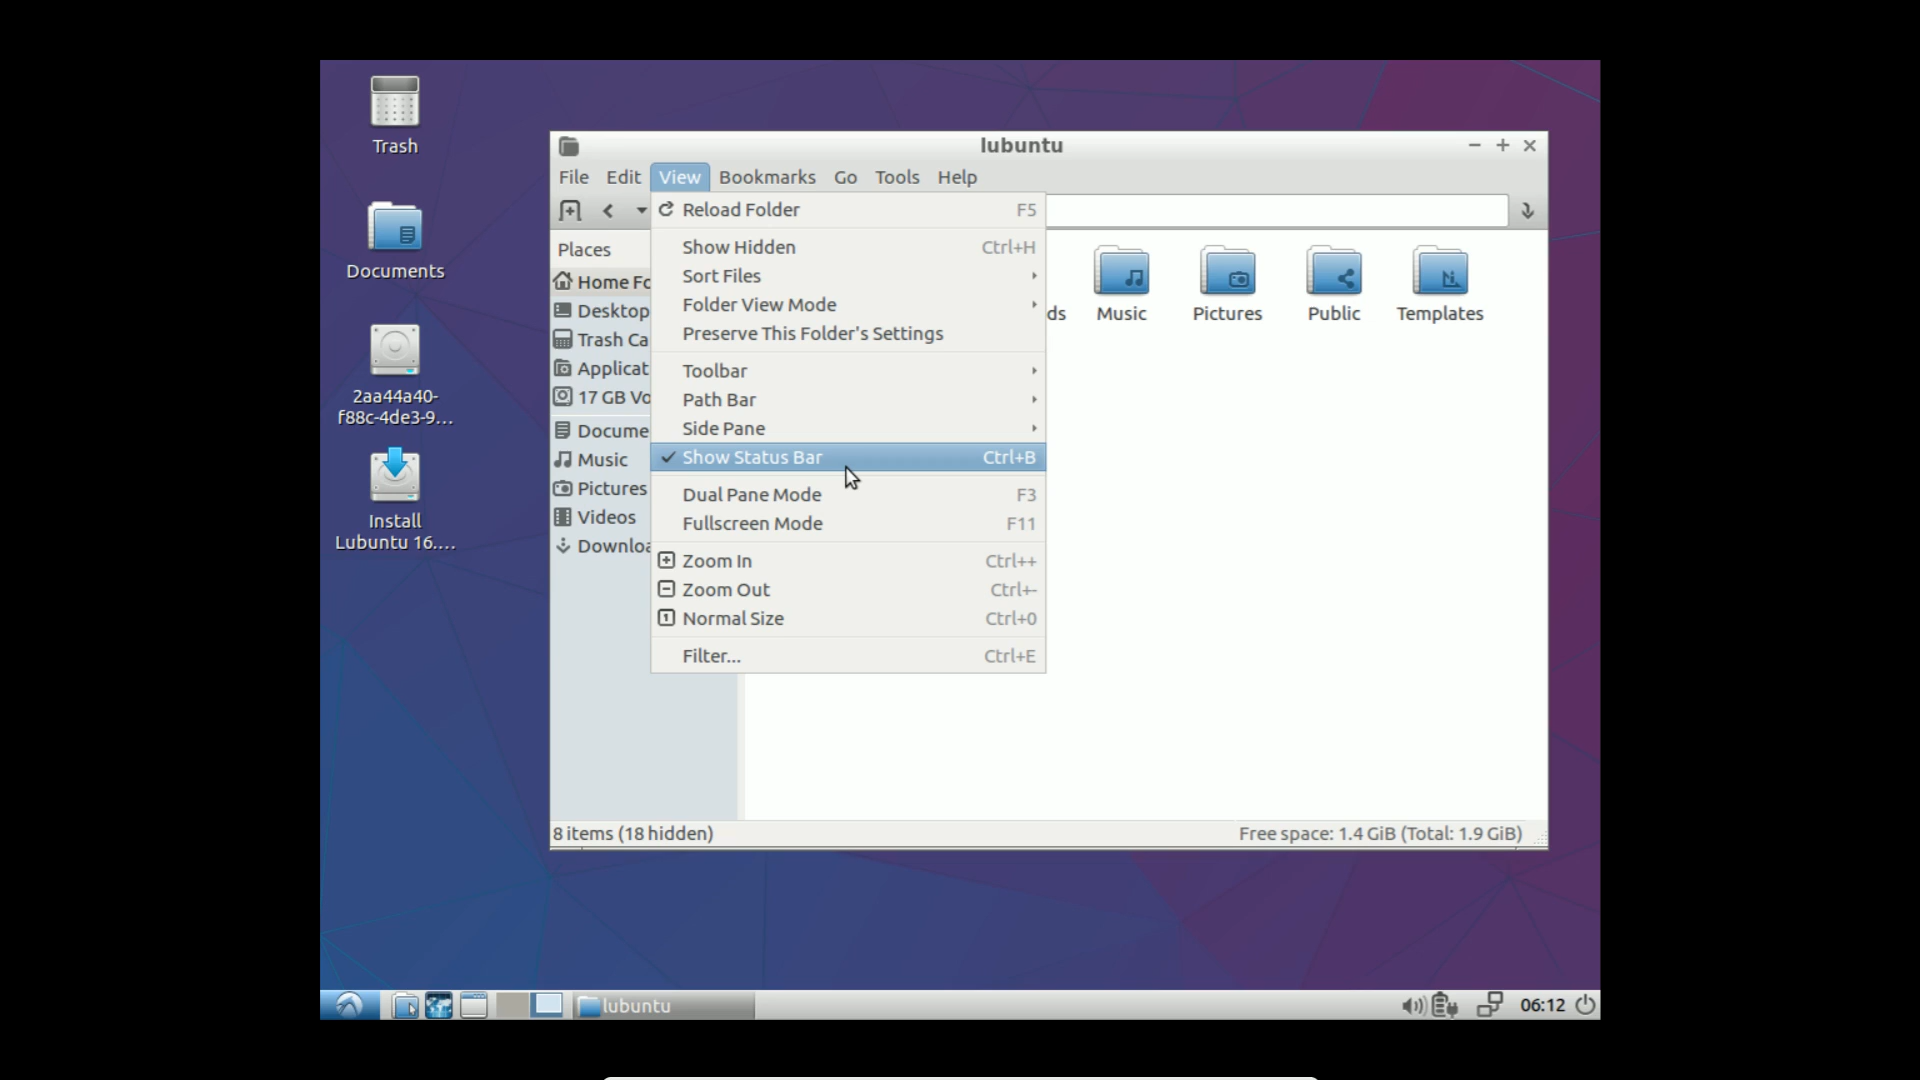 Trash
Documents
2aa44a40-
f88c-4de3-9...
Install
Lubuntu 16....
lubuntu
File Edit View Bookmarks Go Tools Help
Reload Folder F5
Show Hidden Ctrl+H
Sort Files
Folder View Mode
Preserve This Folder's Settings
Toolbar
Path Bar
Side Pane
Show Status Bar Ctrl+B
Dual Pane Mode F3
Fullscreen Mode F11
Zoom In Ctrl++
Zoom Out Ctrl+-
Normal Size Ctrl+0
Filter... Ctrl+E
Places
Home Fo
Desktop
Trash Ca
Applicat
17 GB Vo
Docume
Music
Pictures
Videos
Downloa
ds Music Pictures Public Templates
8 items (18 hidden) Free space: 1.4 GiB (Total: 1.9 GiB)
lubuntu 06:12